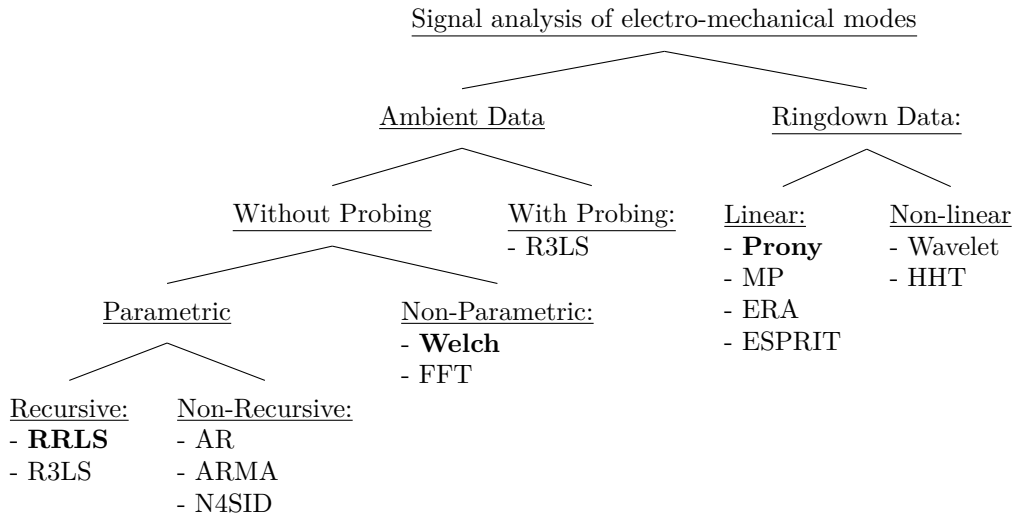 Signal analysis of electro-mechanical modes
Ambient Data
Ringdown Data:
Without Probing
With Probing:
- R3LS
Linear:
- Prony
- MP
- ERA
- ESPRIT
Non-linear
- Wavelet
- HHT
Parametric
Non-Parametric:
- Welch
- FFT
Recursive:
- RRLS
- R3LS
Non-Recursive:
- AR
- ARMA
- N4SID